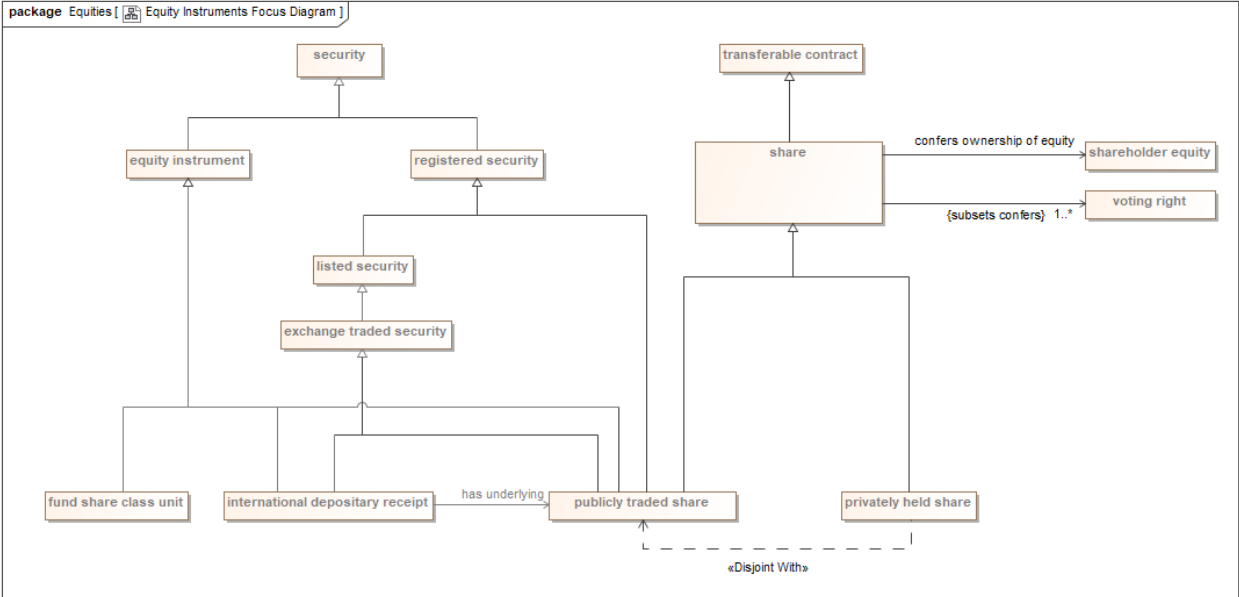 package Equities [ Equity Instruments Focus Diagram ]
security
transferable contract
equity instrument
registered security
share
confers ownership of equity
shareholder equity
{subsets confers} 1..*
voting right
listed security
exchange traded security
fund share class unit
international depositary receipt
has underlying
publicly traded share
privately held share
«Disjoint With»